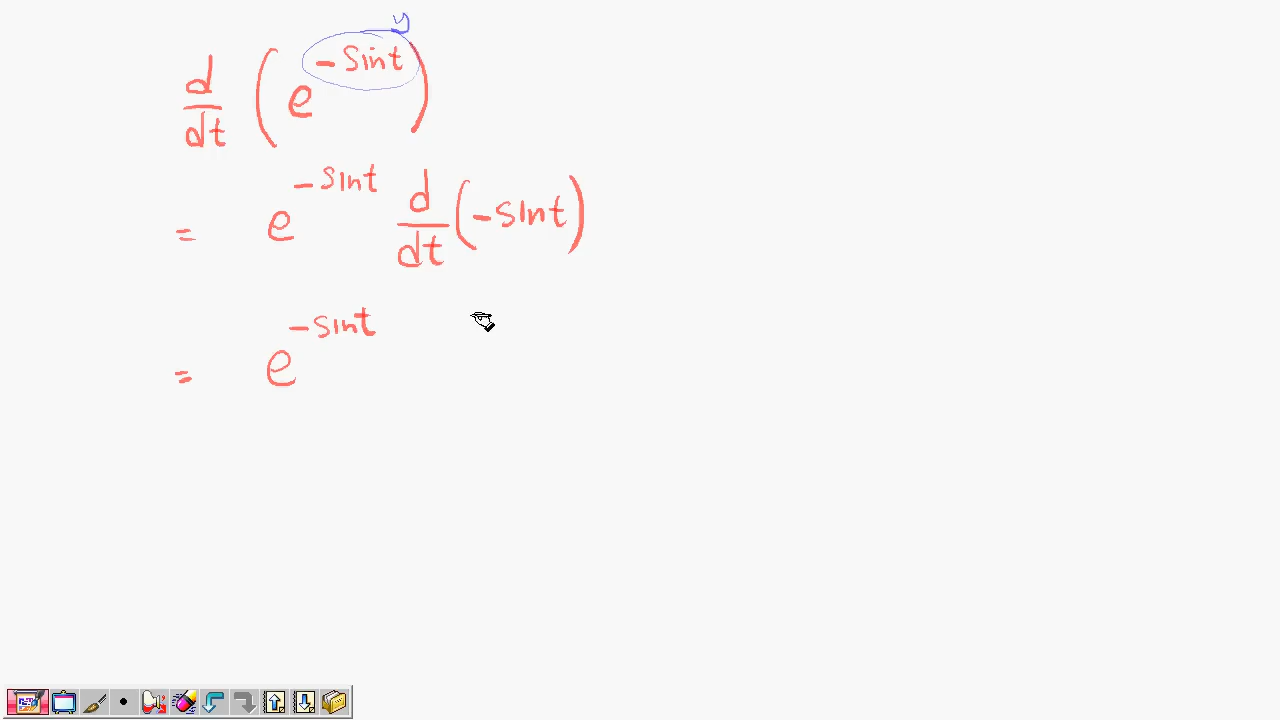 y
d/dt (e^(-sint))
= e^(-sint) d/dt (-sint)
= e^(-sint)